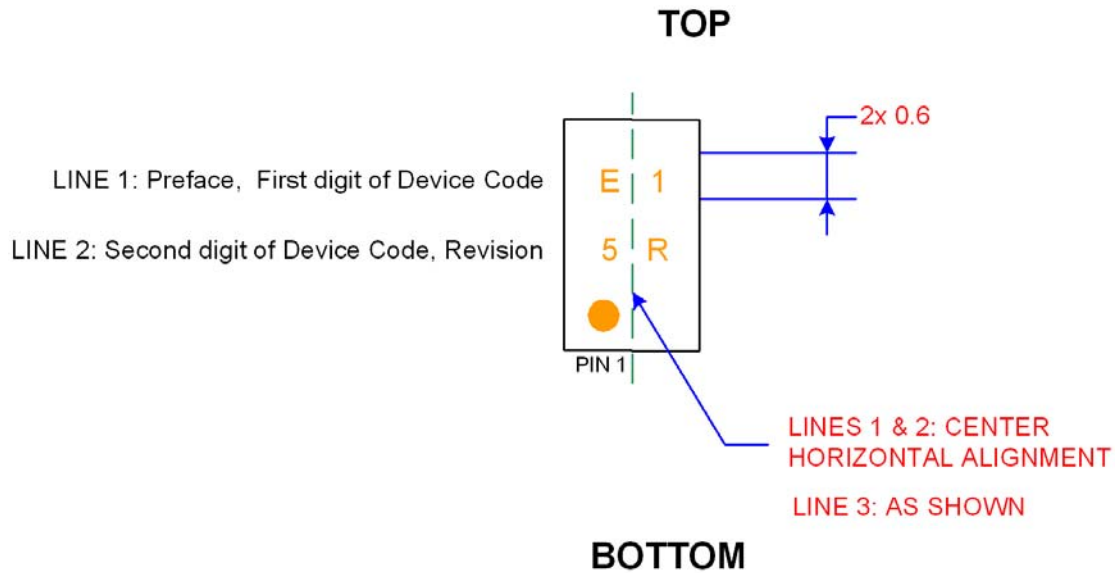 TOP
2x 0.6
LINE 1: Preface, First digit of Device Code
E 1
LINE 2: Second digit of Device Code, Revision
5 R
PIN 1
LINES 1 & 2: CENTER
HORIZONTAL ALIGNMENT
LINE 3: AS SHOWN
BOTTOM